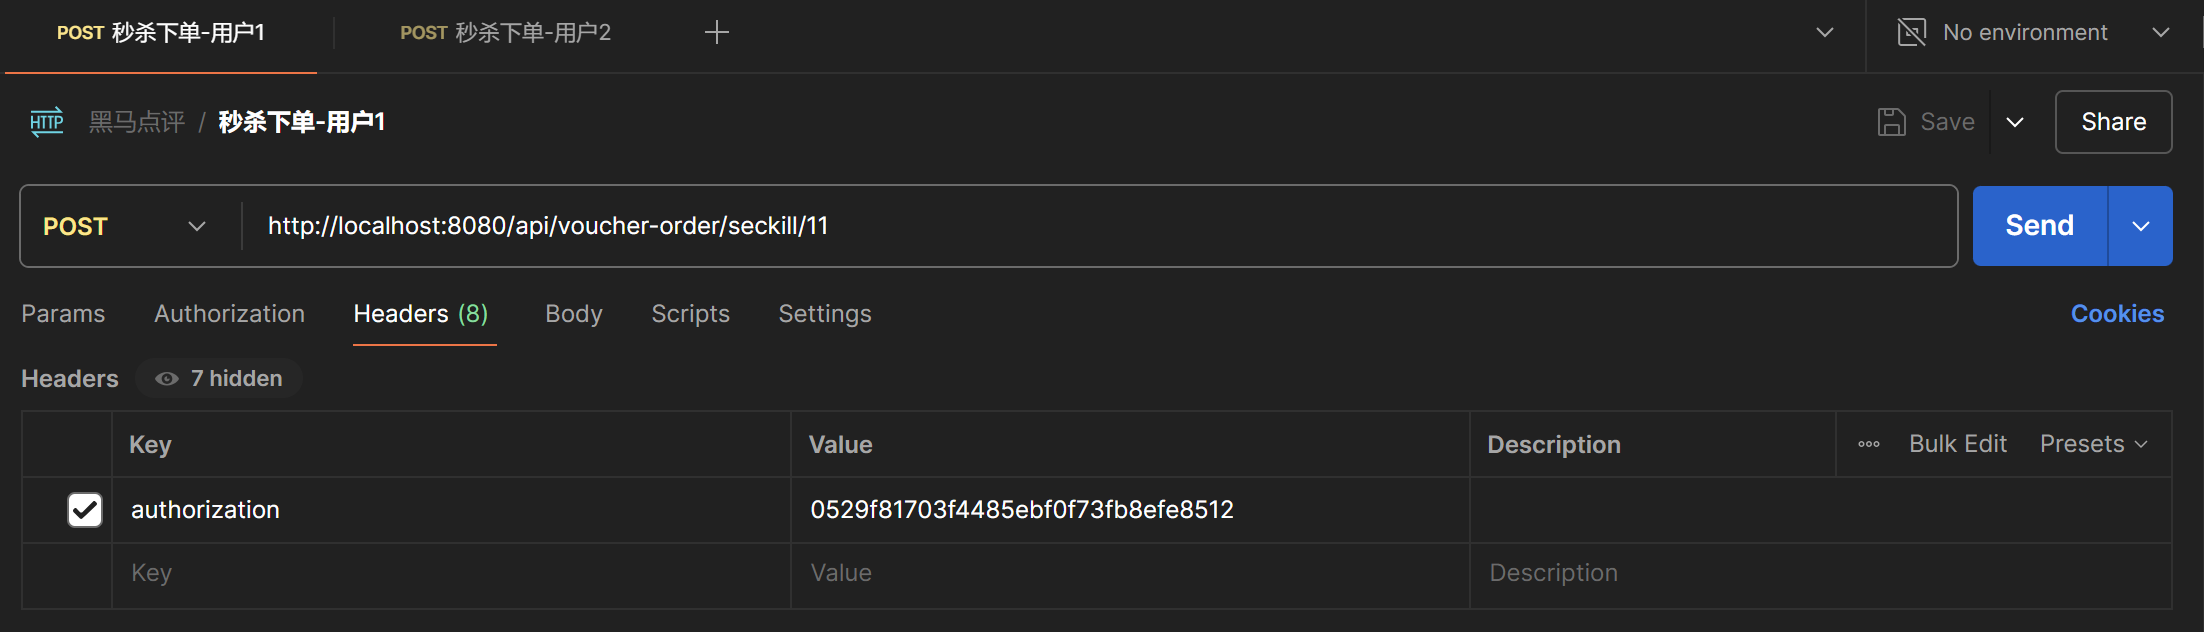 POST 秒杀下单-用户1 POST 秒杀下单-用户2 No environment
HTTP 黑马点评 / 秒杀下单-用户1 Save Share
POST http://localhost:8080/api/voucher-order/seckill/11 Send
Params Authorization Headers (8) Body Scripts Settings Cookies
Headers 7 hidden
Key Value Description Bulk Edit Presets
authorization 0529f81703f4485ebf0f73fb8efe8512
Key Value Description